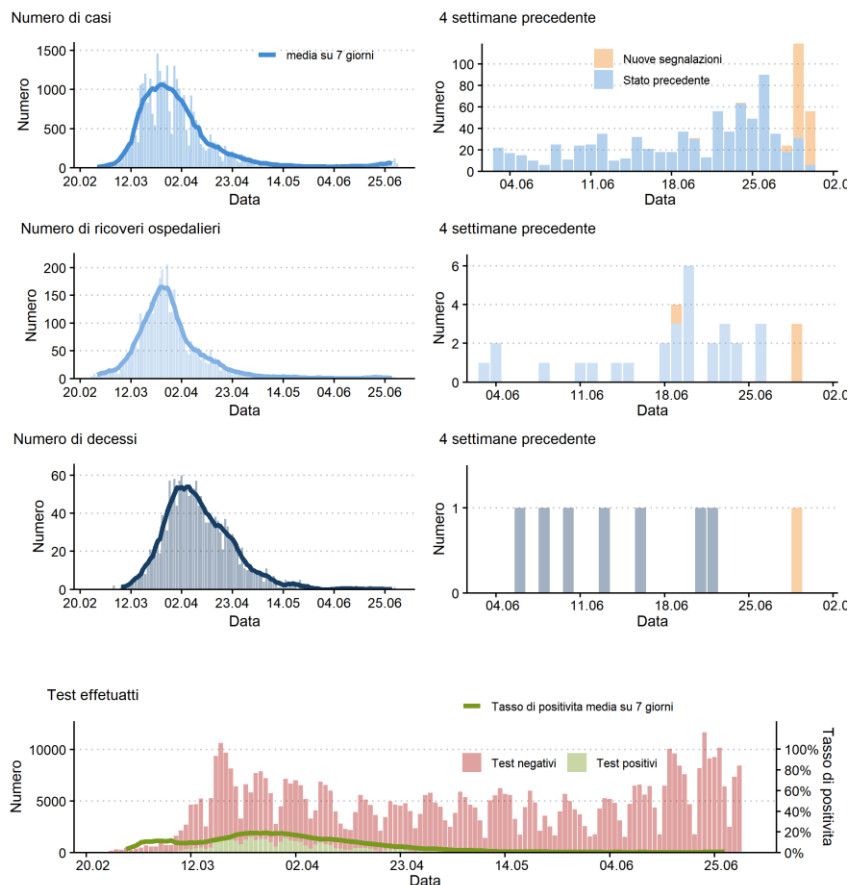 Numero di casi
4 settimane precedente
1500
1000
500
0
Numero
media su 7 giorni
20.02 12.03 02.04 23.04 14.05 04.06 25.06
Data
100
80
60
40
20
0
Numero
Nuove segnalazioni
Stato precedente
04.06 11.06 18.06 25.06 02.0
Data
Numero di ricoveri ospedalieri
4 settimane precedente
200
150
100
50
0
Numero
20.02 12.03 02.04 23.04 14.05 04.06 25.06
Data
6
4
2
0
Numero
04.06 11.06 18.06 25.06 02.0
Data
Numero di decessi
4 settimane precedente
60
40
20
0
Numero
20.02 12.03 02.04 23.04 14.05 04.06 25.06
Data
1
0
Numero
04.06 11.06 18.06 25.06 02.0
Data
Test effetuatti
Tasso di positivita media su 7 giorni
Test negativi
Test positivi
10000
5000
0
Numero
100%
80%
60%
40%
20%
0%
Tasso di positivita
20.02 12.03 02.04 23.04 14.05 04.06 25.06
Data